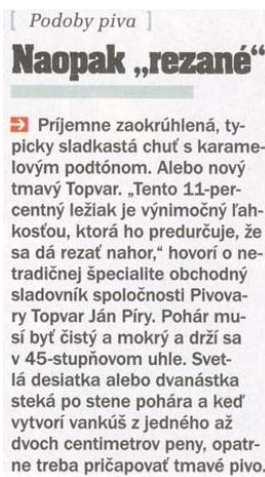 [ Podoby piva ]
Naopak „rezané“
Príjemne zaokrúhlená, ty-
picky sladkastá chuť s karame-
lovým podtónom. Alebo nový
tmavý Topvar. „Tento 11-per-
centný ležiak je výnimočný ľah-
kosťou, ktorá ho predurčuje, že
sa dá rezať nahor,“ hovorí o ne-
tradičnej špecialite obchodný
sladovník spoločnosti Pivova-
ry Topvar Ján Píry. Pohár mu-
sí byť čistý a mokrý a drží sa
v 45-stupňovom uhle. Svet-
lá desiatka alebo dvanástka
steká po stene pohára a keď
vytvorí vankúš z jedného až
dvoch centimetrov peny, opatr-
ne treba pričapovať tmavé pivo.